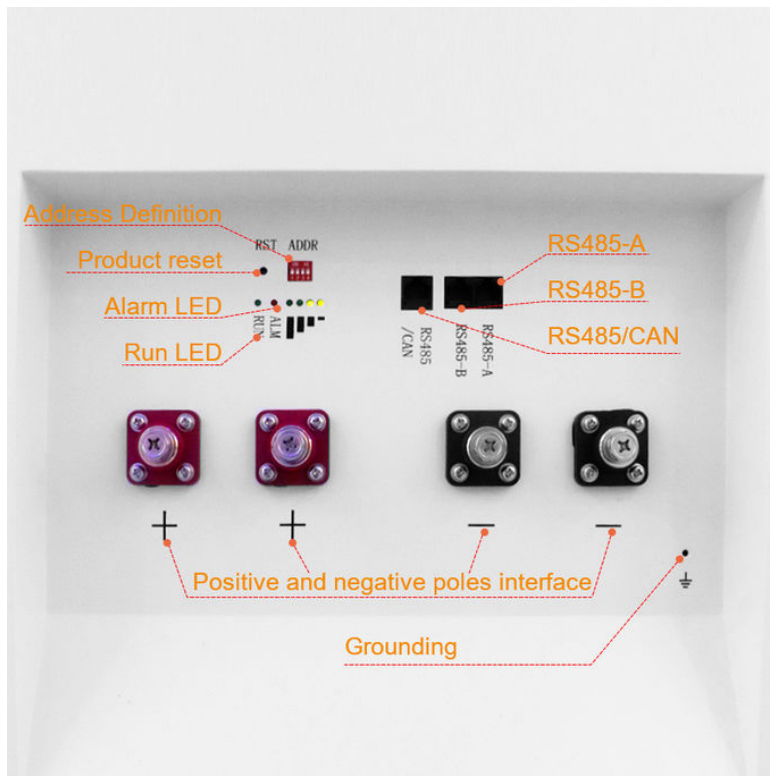 Address Definition
RST ADDR
Product reset
Alarm LED
Run LED
RUN
ALM
RS485-A
RS485-B
RS485/CAN
RS485
/CAN
RS485-B
RS485-A
+ + − −
Positive and negative poles interface
Grounding